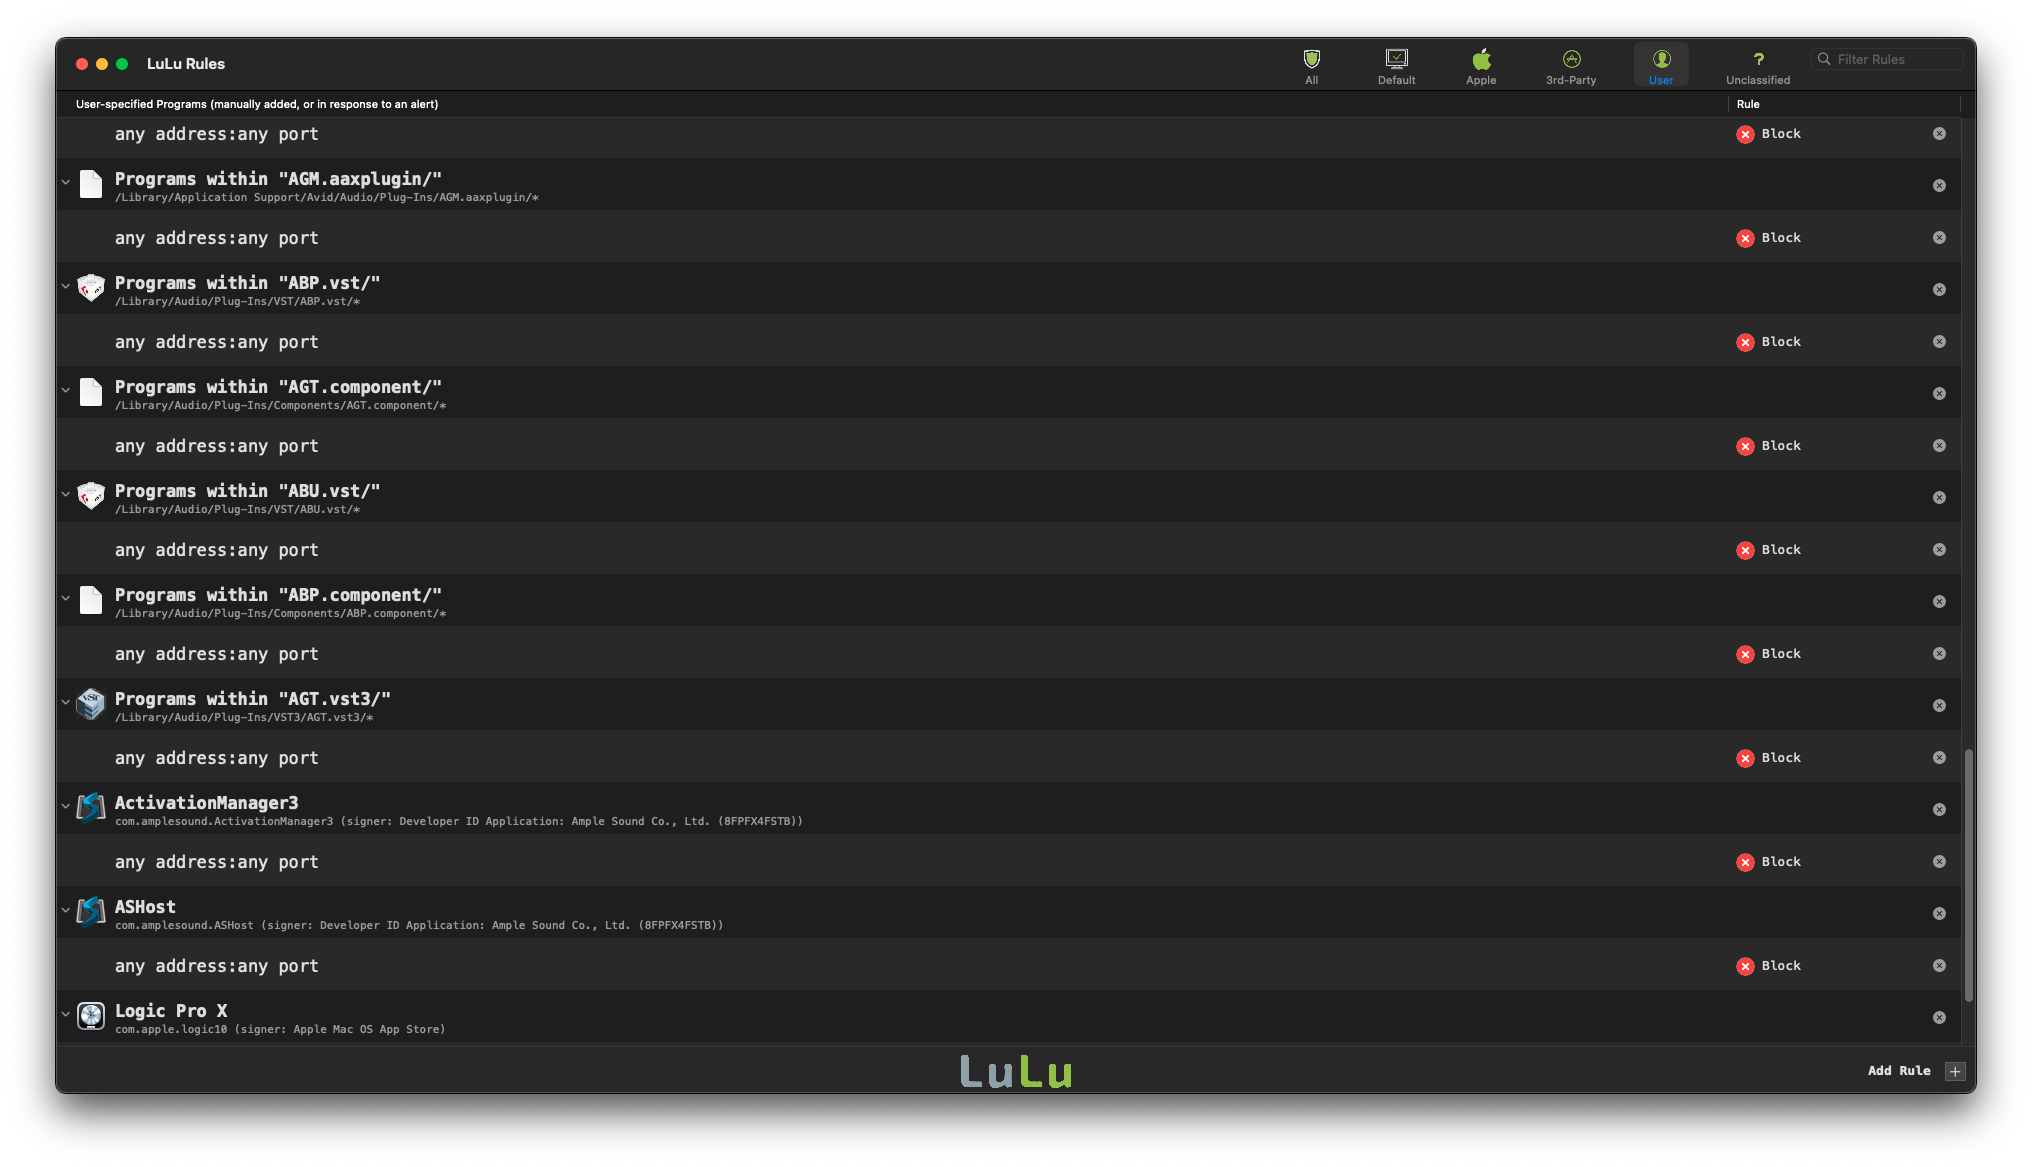 LuLu Rules
All
Default
Apple
3rd-Party
User
Unclassified
Filter Rules
User-specified Programs (manually added, or in response to an alert)
Rule
any address:any port
Block
Programs within "AGM.aaxplugin/"
/Library/Application Support/Avid/Audio/Plug-Ins/AGM.aaxplugin/*
any address:any port
Block
Programs within "ABP.vst/"
/Library/Audio/Plug-Ins/VST/ABP.vst/*
any address:any port
Block
Programs within "AGT.component/"
/Library/Audio/Plug-Ins/Components/AGT.component/*
any address:any port
Block
Programs within "ABU.vst/"
/Library/Audio/Plug-Ins/VST/ABU.vst/*
any address:any port
Block
Programs within "ABP.component/"
/Library/Audio/Plug-Ins/Components/ABP.component/*
any address:any port
Block
Programs within "AGT.vst3/"
/Library/Audio/Plug-Ins/VST3/AGT.vst3/*
any address:any port
Block
ActivationManager3
com.amplesound.ActivationManager3 (signer: Developer ID Application: Ample Sound Co., Ltd. (8FPFX4FSTB))
any address:any port
Block
ASHost
com.amplesound.ASHost (signer: Developer ID Application: Ample Sound Co., Ltd. (8FPFX4FSTB))
any address:any port
Block
Logic Pro X
com.apple.logic10 (signer: Apple Mac OS App Store)
LuLu
Add Rule